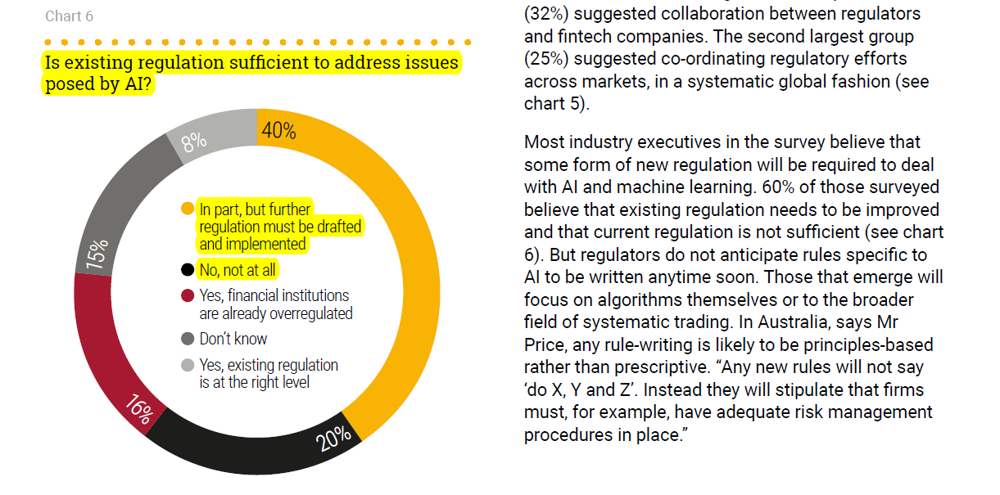 Chart 6
Is existing regulation sufficient to address issues
posed by AI?
40%
8%
15%
16%
20%
In part, but further
regulation must be drafted
and implemented
No, not at all
Yes, financial institutions
are already overregulated
Don't know
Yes, existing regulation
is at the right level
(32%) suggested collaboration between regulators
and fintech companies. The second largest group
(25%) suggested co-ordinating regulatory efforts
across markets, in a systematic global fashion (see
chart 5).
Most industry executives in the survey believe that
some form of new regulation will be required to deal
with AI and machine learning. 60% of those surveyed
believe that existing regulation needs to be improved
and that current regulation is not sufficient (see chart
6). But regulators do not anticipate rules specific to
AI to be written anytime soon. Those that emerge will
focus on algorithms themselves or to the broader
field of systematic trading. In Australia, says Mr
Price, any rule-writing is likely to be principles-based
rather than prescriptive. “Any new rules will not say
‘do X, Y and Z’. Instead they will stipulate that firms
must, for example, have adequate risk management
procedures in place.”